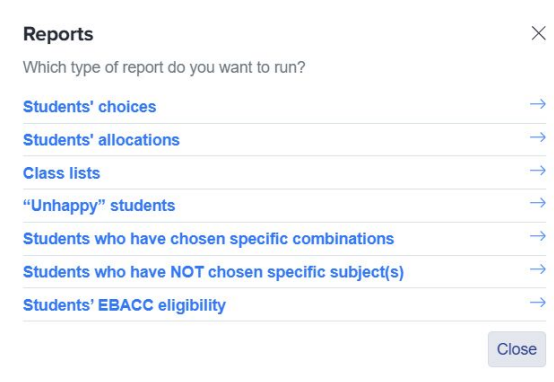 Reports
Which type of report do you want to run?
Students' choices
Students' allocations
Class lists
“Unhappy” students
Students who have chosen specific combinations
Students who have NOT chosen specific subject(s)
Students’ EBACC eligibility
Close